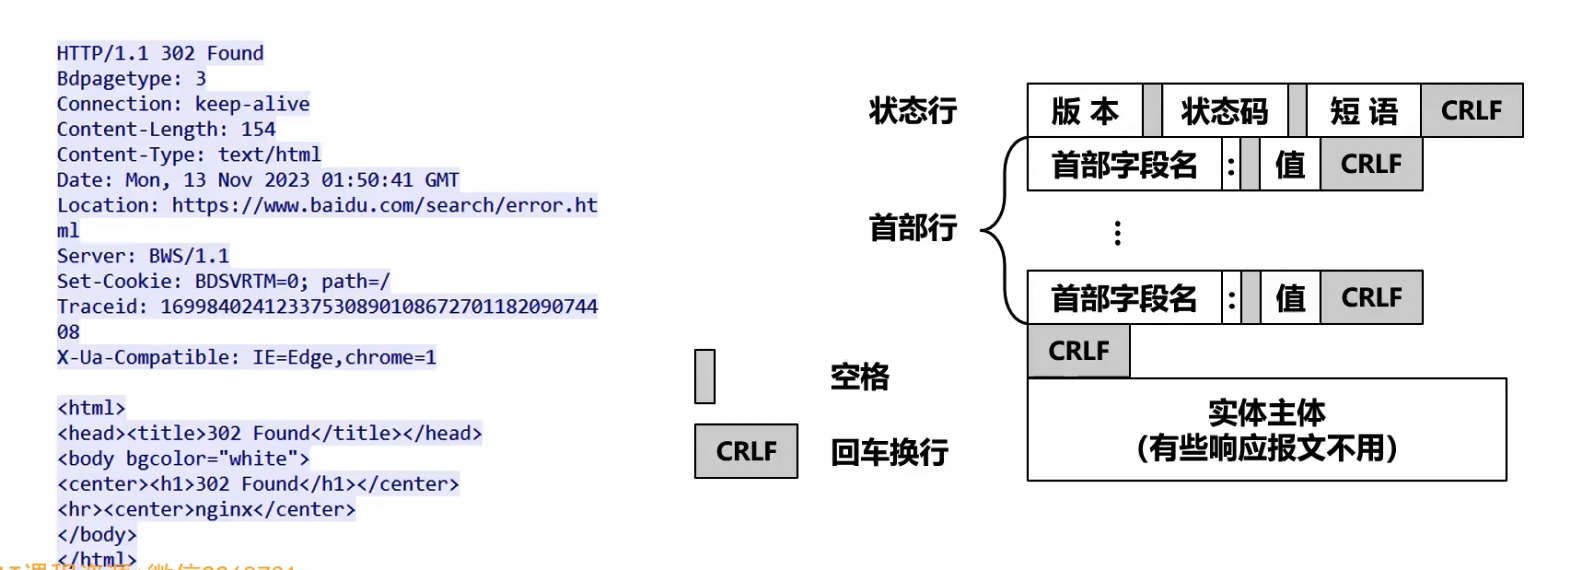 HTTP/1.1 302 Found
Bdpagetype: 3
Connection: keep-alive
Content-Length: 154
Content-Type: text/html
Date: Mon, 13 Nov 2023 01:50:41 GMT
Location: https://www.baidu.com/search/error.ht
ml
Server: BWS/1.1
Set-Cookie: BDSVRTM=0; path=/
Traceid: 16998402412337530890108672701182090744
08
X-Ua-Compatible: IE=Edge,chrome=1
<html>
<head><title>302 Found</title></head>
<body bgcolor="white">
<center><h1>302 Found</h1></center>
<hr><center>nginx</center>
</body>
</html>
状态行 版本 状态码 短语 CRLF
首部字段名 : 值 CRLF
首部行
⋮
首部字段名 : 值 CRLF
CRLF
空格
CRLF 回车换行
实体主体
(有些响应报文不用)